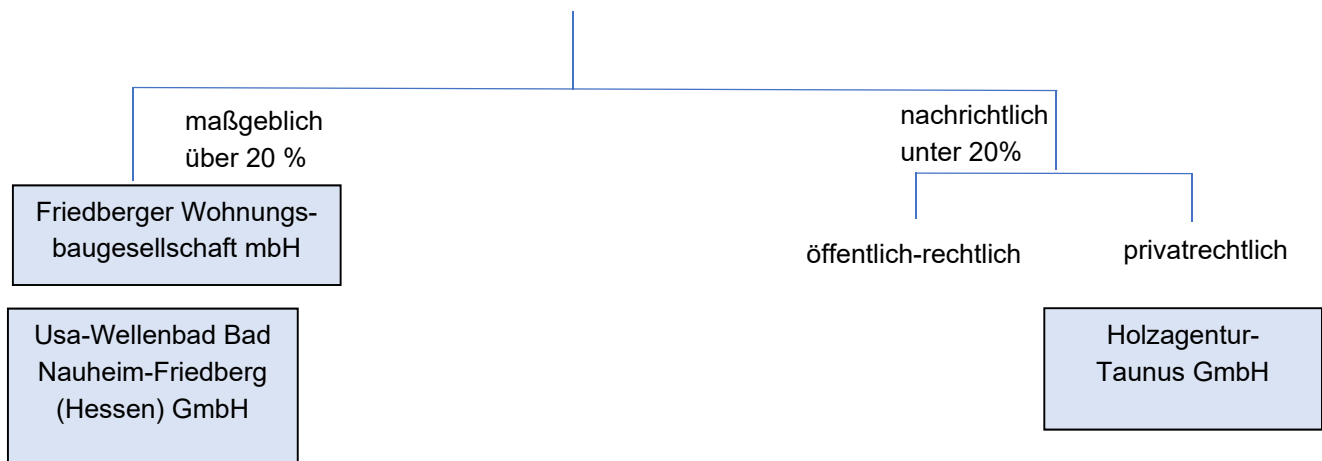 maßgeblich
über 20 %
nachrichtlich
unter 20%
Friedberger Wohnungs-
baugesellschaft mbH
öffentlich-rechtlich
privatrechtlich
Usa-Wellenbad Bad
Nauheim-Friedberg
(Hessen) GmbH
Holzagentur-
Taunus GmbH